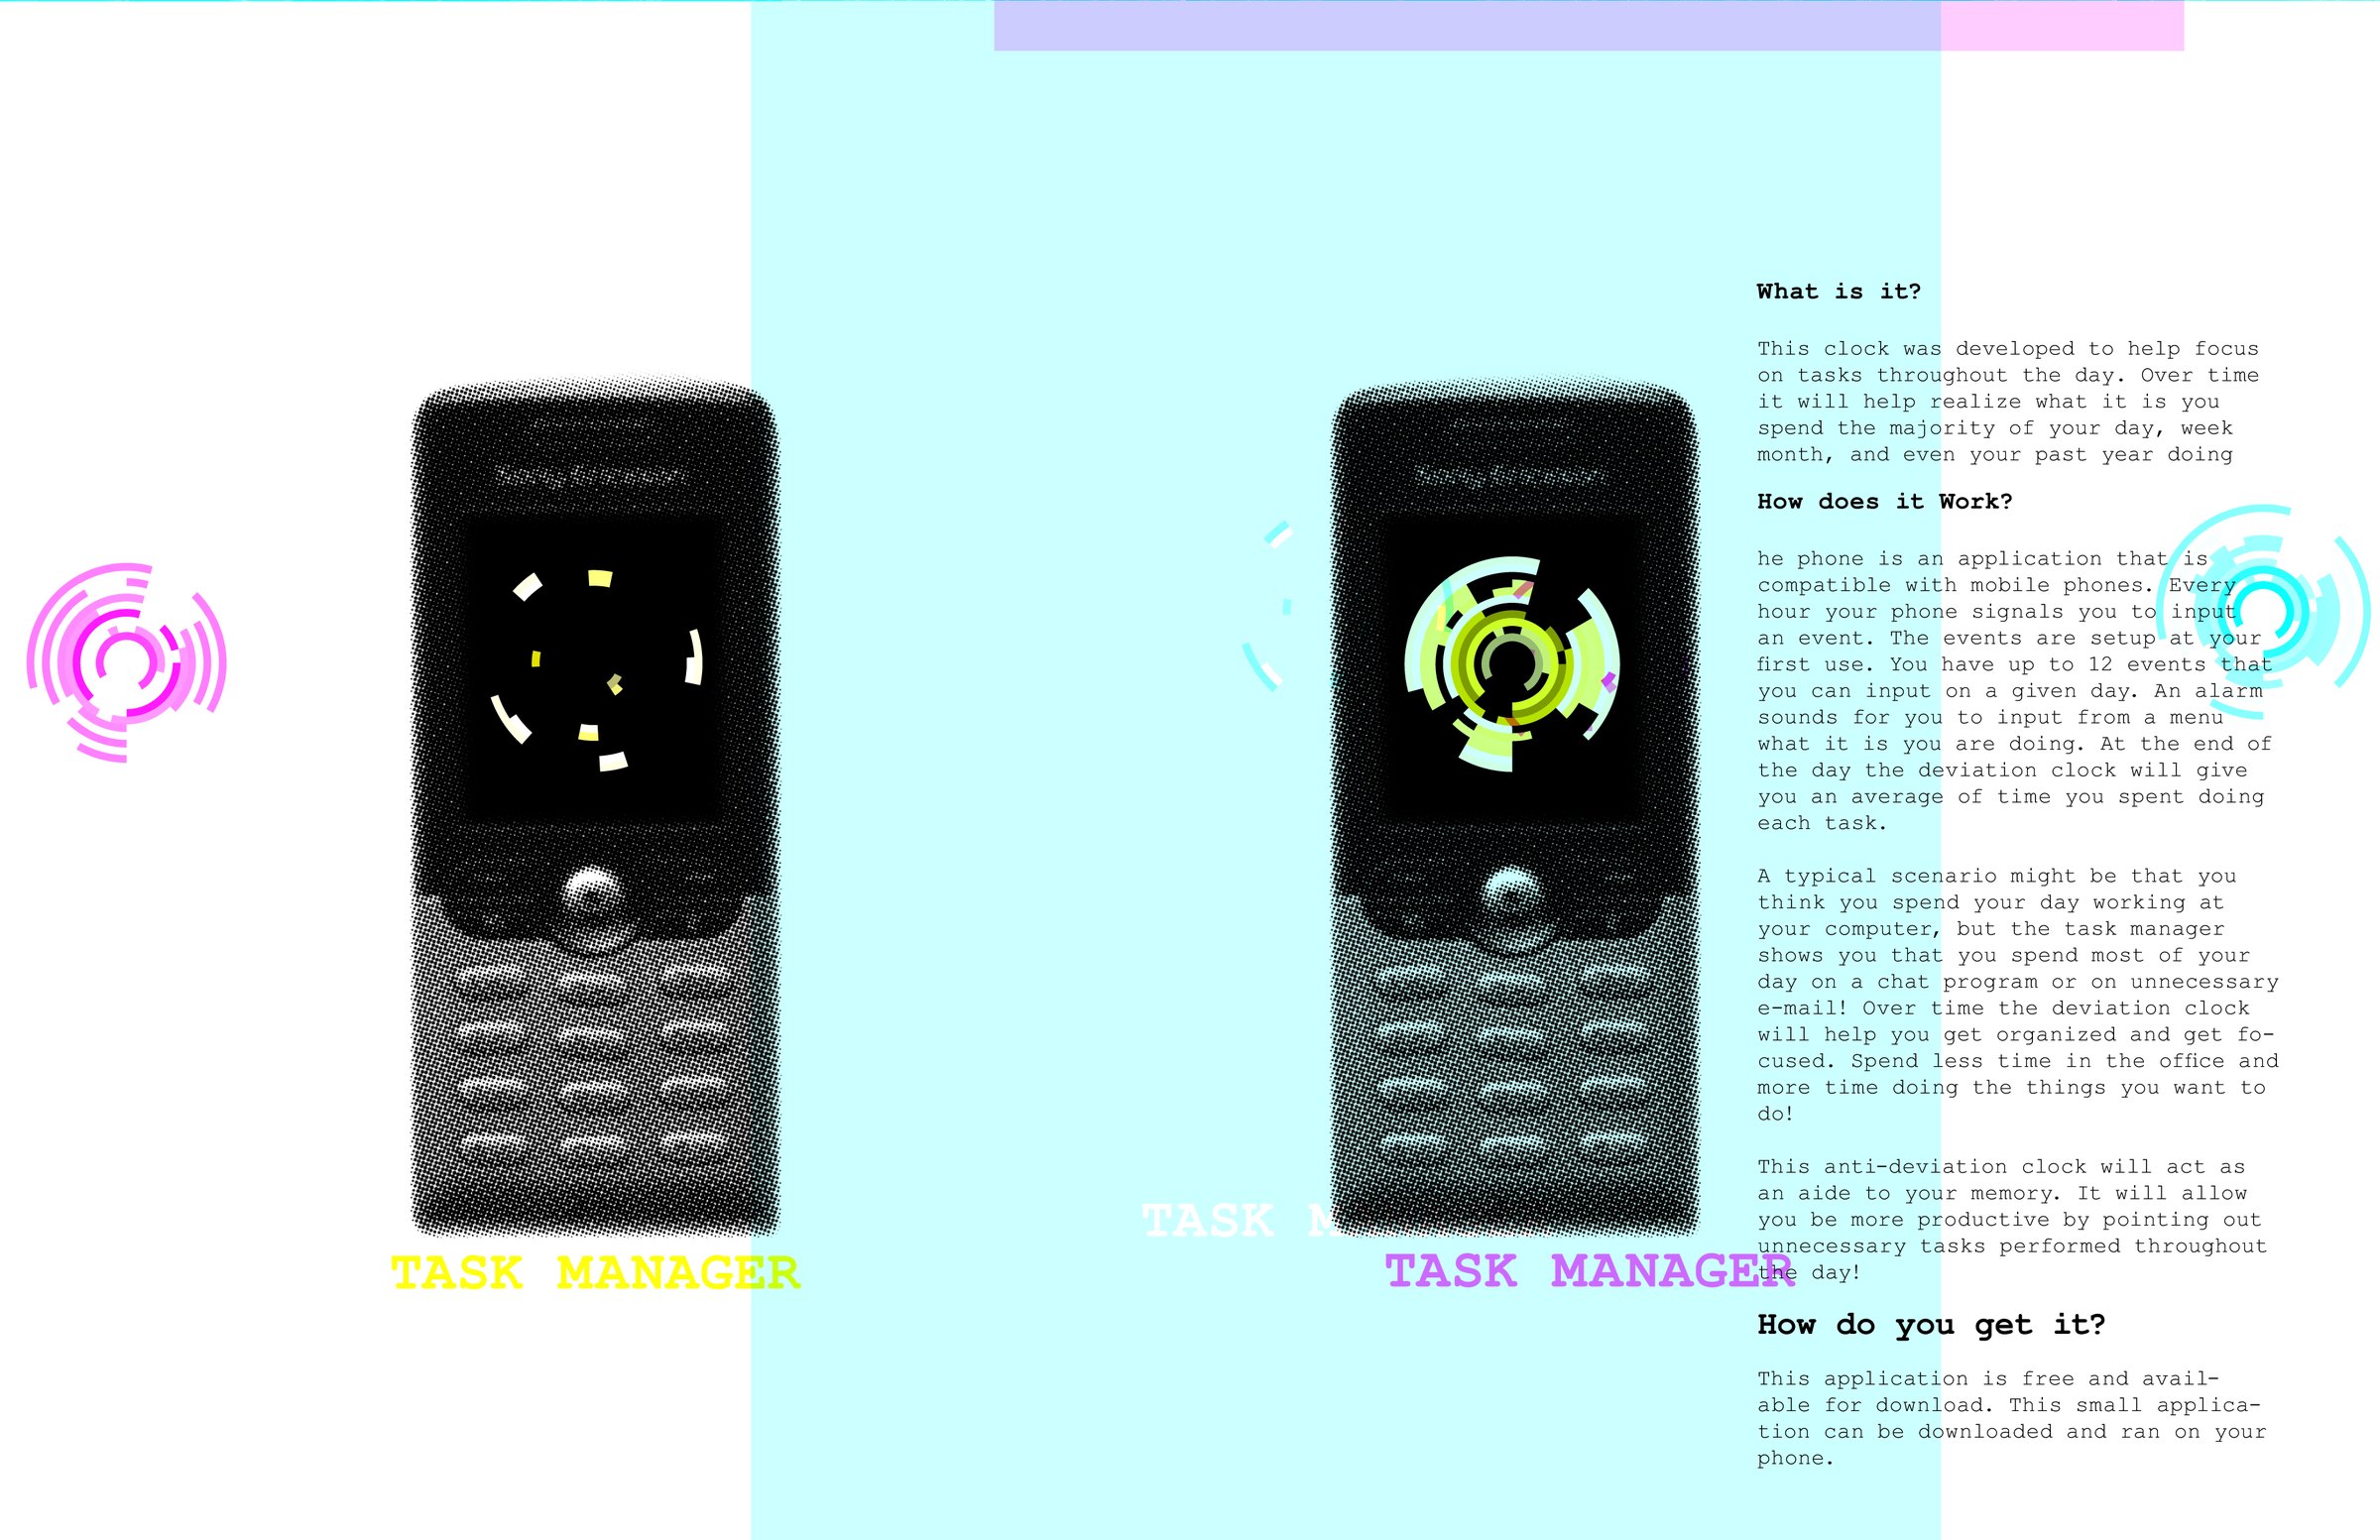 Sony Ericsson
Sony Ericsson
TASK MANAGER
TASK M
TASK MANAGER
What is it?
This clock was developed to help focus
on tasks throughout the day. Over time
it will help realize what it is you
spend the majority of your day, week
month, and even your past year doing
How does it Work?
he phone is an application that is
compatible with mobile phones. Every
hour your phone signals you to input
an event. The events are setup at your
first use. You have up to 12 events that
you can input on a given day. An alarm
sounds for you to input from a menu
what it is you are doing. At the end of
the day the deviation clock will give
you an average of time you spent doing
each task.
A typical scenario might be that you
think you spend your day working at
your computer, but the task manager
shows you that you spend most of your
day on a chat program or on unnecessary
e-mail! Over time the deviation clock
will help you get organized and get fo-
cused. Spend less time in the office and
more time doing the things you want to
do!
This anti-deviation clock will act as
an aide to your memory. It will allow
you be more productive by pointing out
unnecessary tasks performed throughout
the day!
How do you get it?
This application is free and avail-
able for download. This small applica-
tion can be downloaded and ran on your
phone.